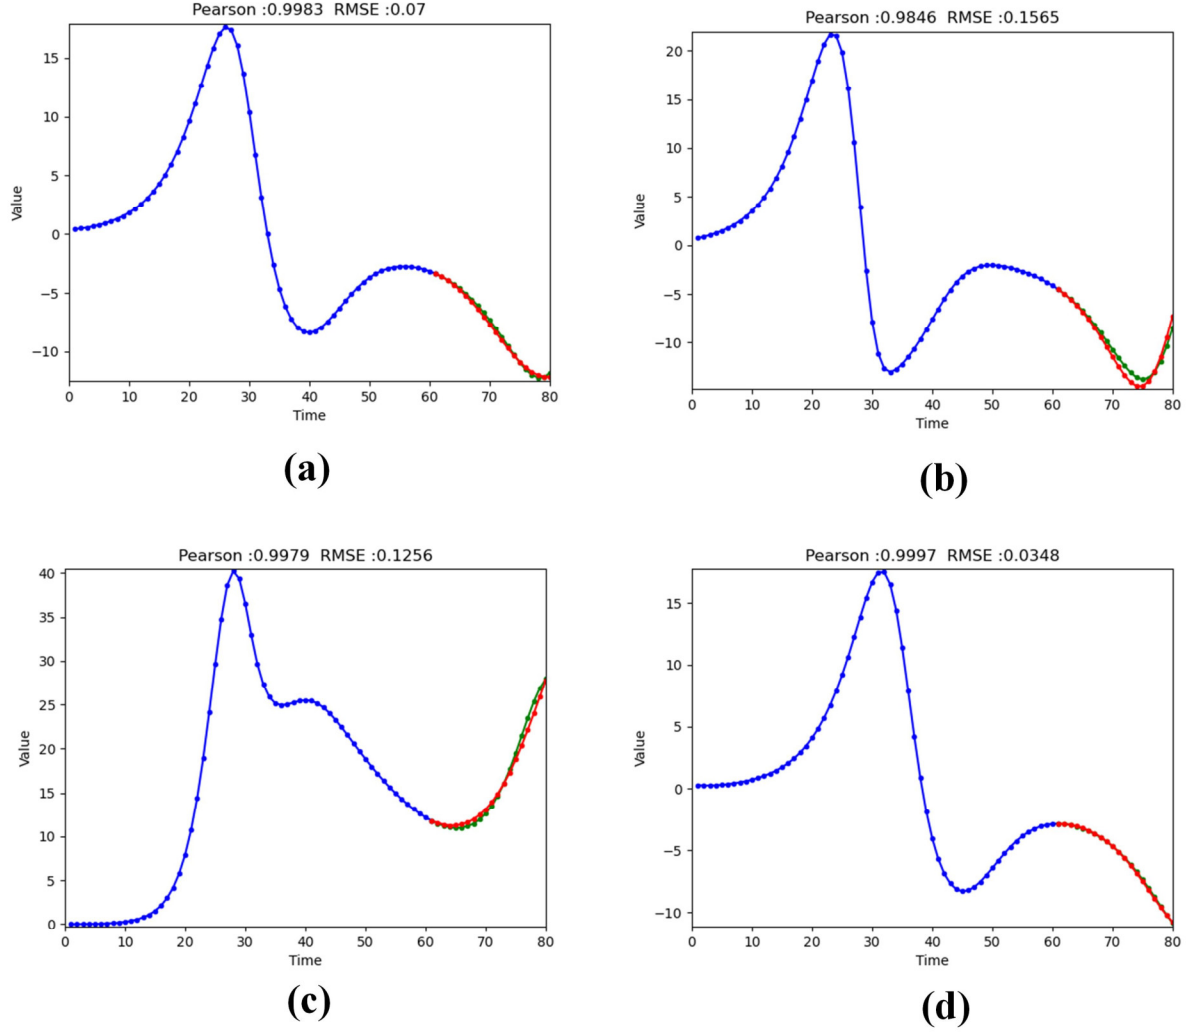 Pearson :0.9983  RMSE :0.07
15
10
5
0
−5
−10
Value
0 10 20 30 40 50 60 70 80
Time
(a)
Pearson :0.9846  RMSE :0.1565
20
15
10
5
0
−5
−10
Value
0 10 20 30 40 50 60 70 80
Time
(b)
Pearson :0.9979  RMSE :0.1256
40
35
30
25
20
15
10
5
0
Value
0 10 20 30 40 50 60 70 80
Time
(c)
Pearson :0.9997  RMSE :0.0348
15
10
5
0
−5
−10
Value
0 10 20 30 40 50 60 70 80
Time
(d)